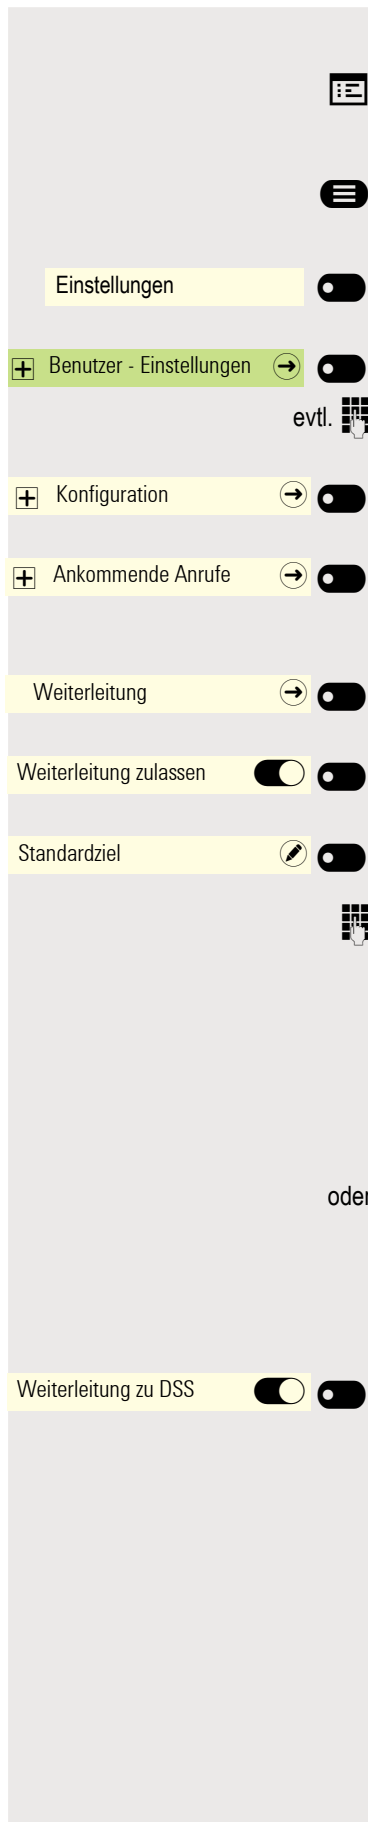 Einstellungen
Benutzer - Einstellungen
evtl.
Konfiguration
Ankommende Anrufe
Weiterleitung
Weiterleitung zulassen
Standardziel
oder
Weiterleitung zu DSS